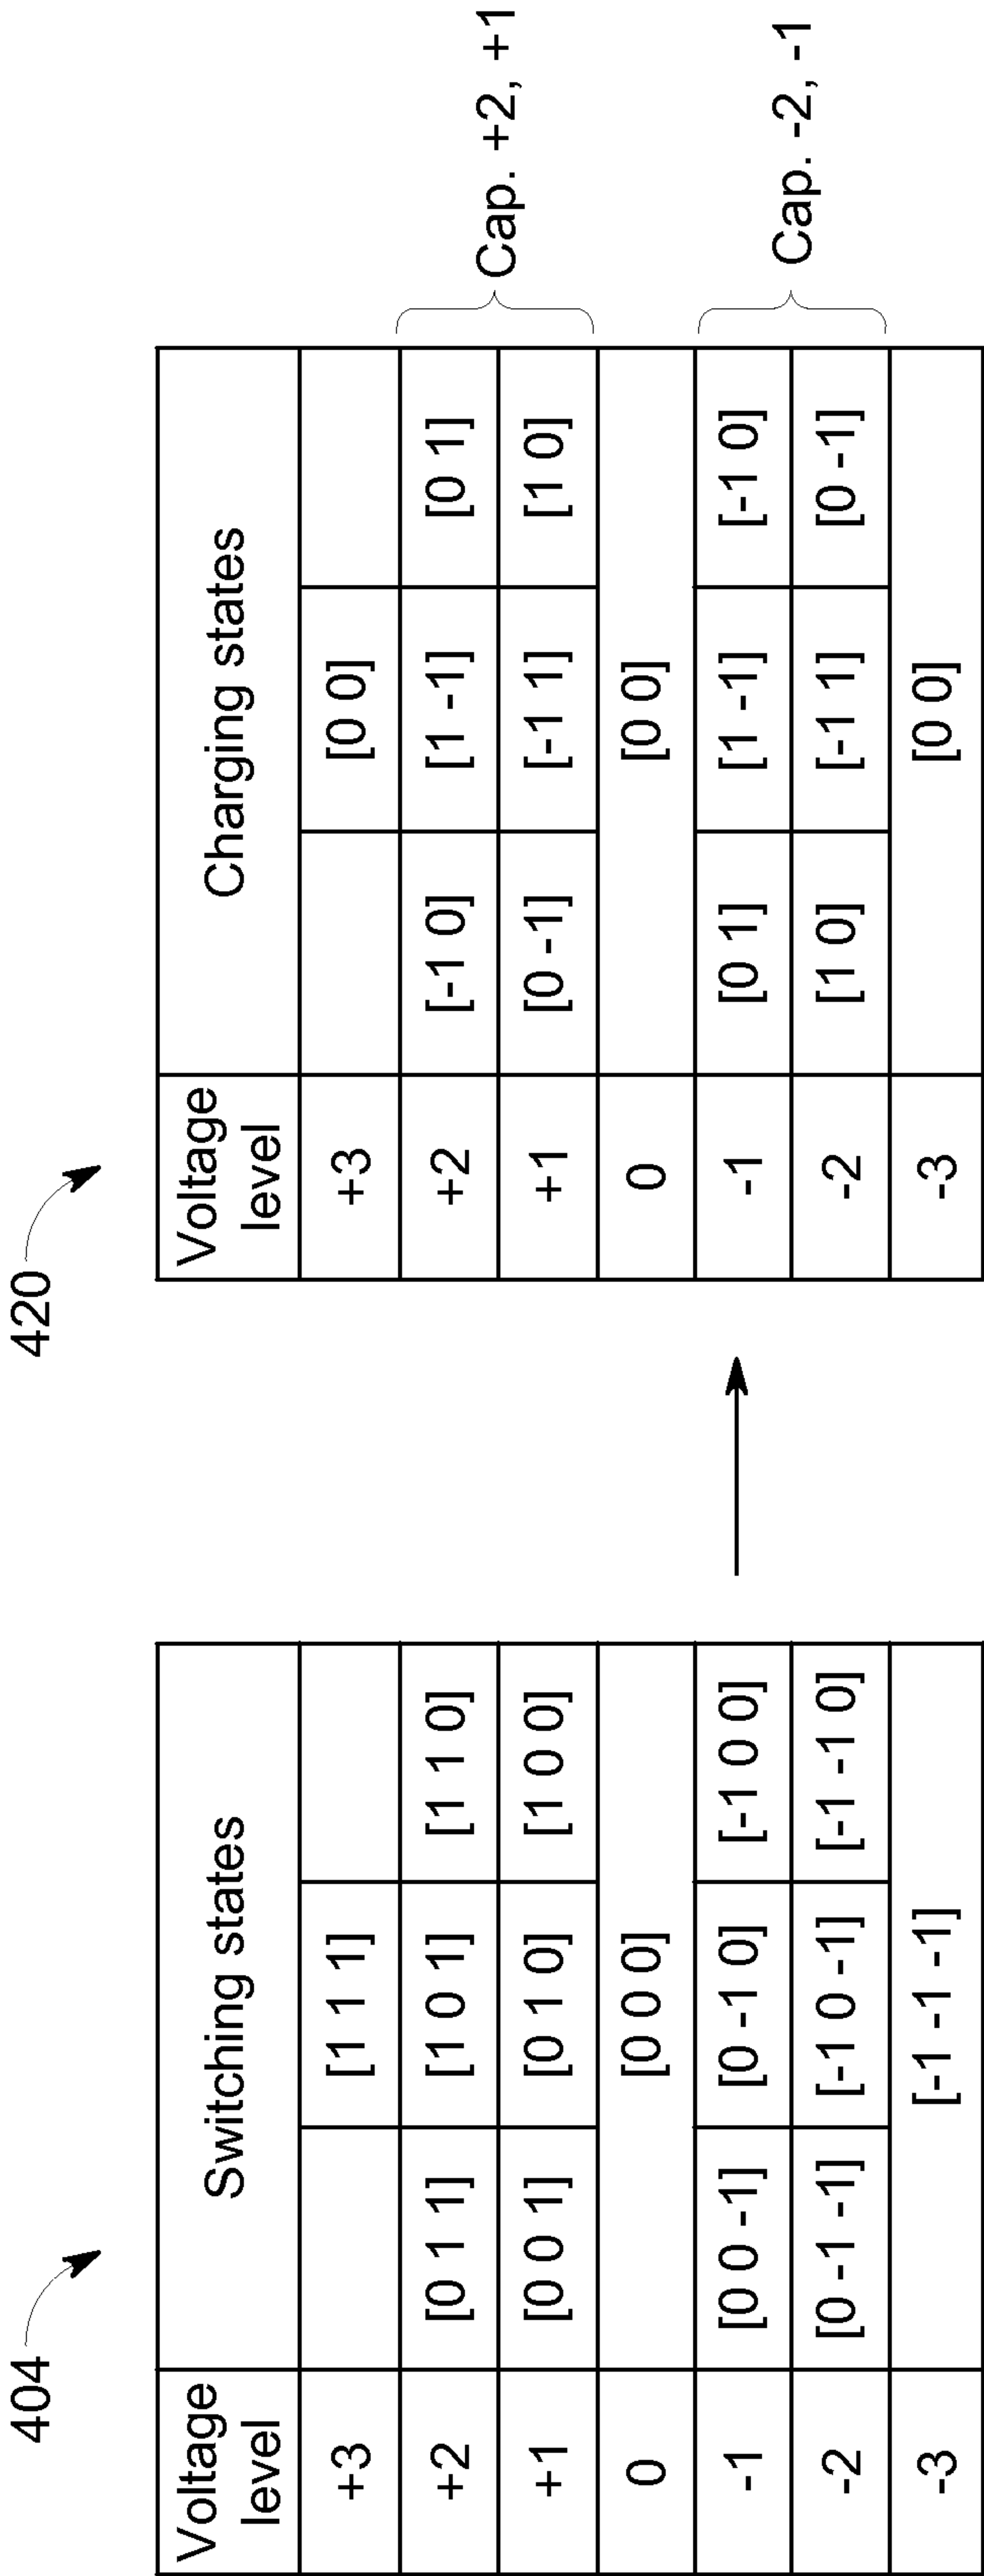 404
Voltage level Switching states
+3 [1 1 1]
+2 [0 1 1] [1 0 1] [1 1 0]
+1 [0 0 1] [0 1 0] [1 0 0]
0 [0 0 0]
-1 [0 0 -1] [0 -1 0] [-1 0 0]
-2 [0 -1 -1] [-1 0 -1] [-1 -1 0]
-3 [-1 -1 -1]
420
Voltage level Charging states
+3 [0 0]
+2 [-1 0] [1 -1] [0 1]
+1 [0 -1] [-1 1] [1 0]
0 [0 0]
-1 [0 1] [1 -1] [-1 0]
-2 [1 0] [-1 1] [0 -1]
-3 [0 0]
Cap. +2, +1
Cap. -2, -1